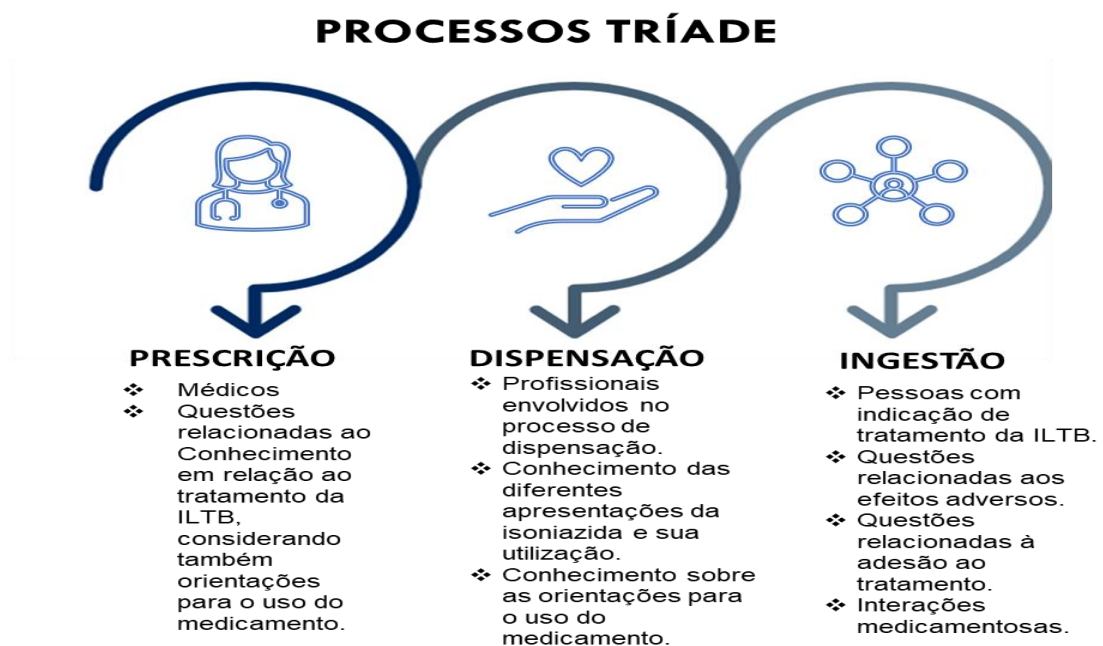 PROCESSOS TRÍADE
PRESCRIÇÃO
❖ Médicos
❖ Questões
relacionadas ao
Conhecimento
em relação ao
tratamento da
ILTB,
considerando
também
orientações
para o uso do
medicamento.
DISPENSAÇÃO
❖ Profissionais
envolvidos no
processo de
dispensação.
❖ Conhecimento das
diferentes
apresentações da
isoniazida e sua
utilização.
❖ Conhecimento sobre
as orientações para
o uso do
medicamento.
INGESTÃO
❖ Pessoas com
indicação de
tratamento da ILTB.
❖ Questões
relacionadas aos
efeitos adversos.
❖ Questões
relacionadas à
adesão ao
tratamento.
❖ Interações
medicamentosas.